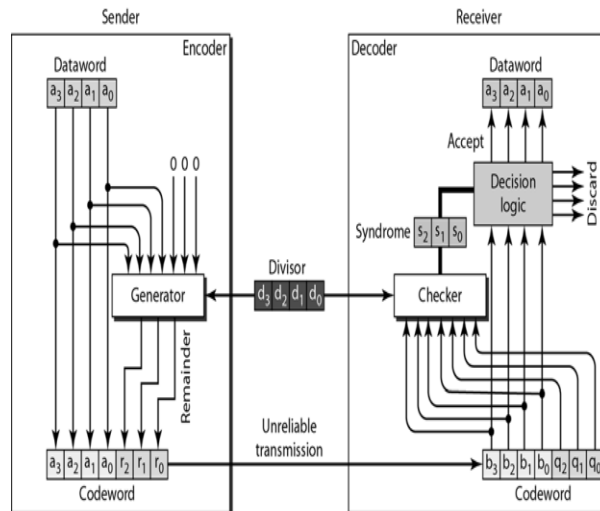 Sender
Receiver
Encoder
Decoder
Dataword
a3 a2 a1 a0
0 0 0
Generator
Remainder
a3 a2 a1 a0 r2 r1 r0
Codeword
Divisor
d3 d2 d1 d0
Unreliable
transmission
Dataword
a3 a2 a1 a0
Accept
Decision
logic
Discard
Syndrome
s2 s1 s0
Checker
b3 b2 b1 b0 q2 q1 q0
Codeword